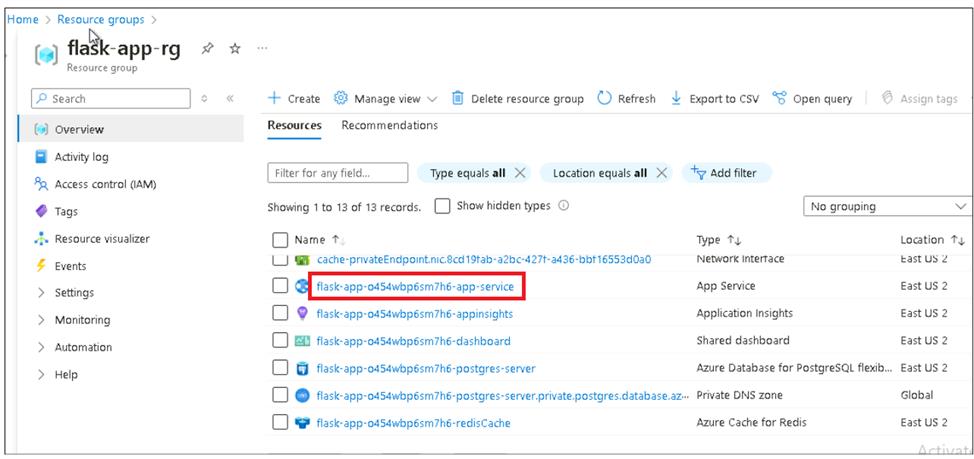 Home > Resource groups >
flask-app-rg
Resource group
Search
Create Manage view Delete resource group Refresh Export to CSV Open query Assign tags
Overview
Activity log
Access control (IAM)
Tags
Resource visualizer
Events
Settings
Monitoring
Automation
Help
Resources Recommendations
Filter for any field... Type equals all Location equals all Add filter
Showing 1 to 13 of 13 records. Show hidden types
No grouping
Name Type Location
cache-privateEndpoint.nic.8cd19fab-a2bc-427f-a436-bbf16553d0a0 Network Interface East US 2
flask-app-o454wbp6sm7h6-app-service App Service East US 2
flask-app-o454wbp6sm7h6-appinsights Application Insights East US 2
flask-app-o454wbp6sm7h6-dashboard Shared dashboard East US 2
flask-app-o454wbp6sm7h6-postgres-server Azure Database for PostgreSQL flexib... East US 2
flask-app-o454wbp6sm7h6-postgres-server.private.postgres.database.az... Private DNS zone Global
flask-app-o454wbp6sm7h6-redisCache Azure Cache for Redis East US 2